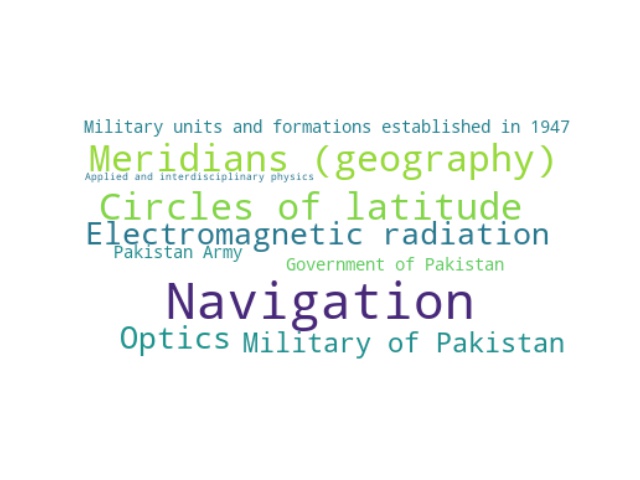 Military units and formations established in 1947
Meridians (geography)
Applied and interdisciplinary physics
Circles of latitude
Electromagnetic radiation
Pakistan Army
Government of Pakistan
Navigation
Optics
Military of Pakistan